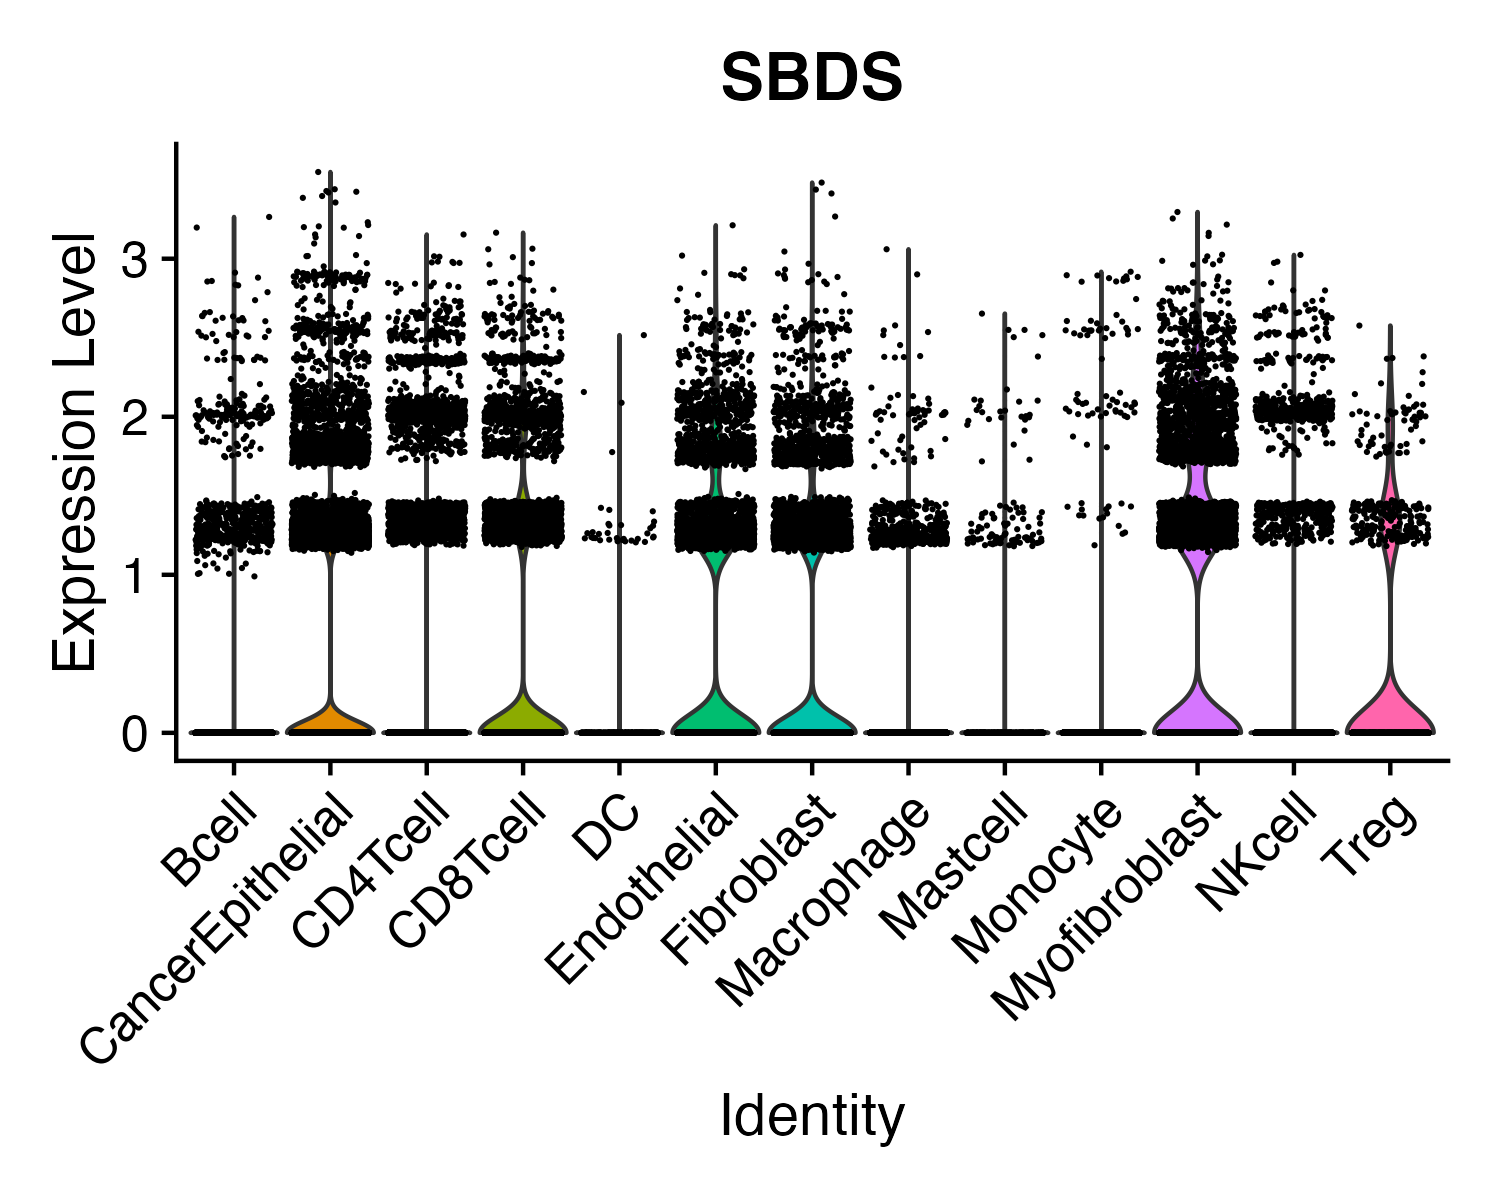 SBDS
Expression Level
3
2
1
0
Bcell
CancerEpithelial
CD4Tcell
CD8Tcell
DC
Endothelial
Fibroblast
Macrophage
Mastcell
Monocyte
Myofibroblast
NKcell
Treg
Identity